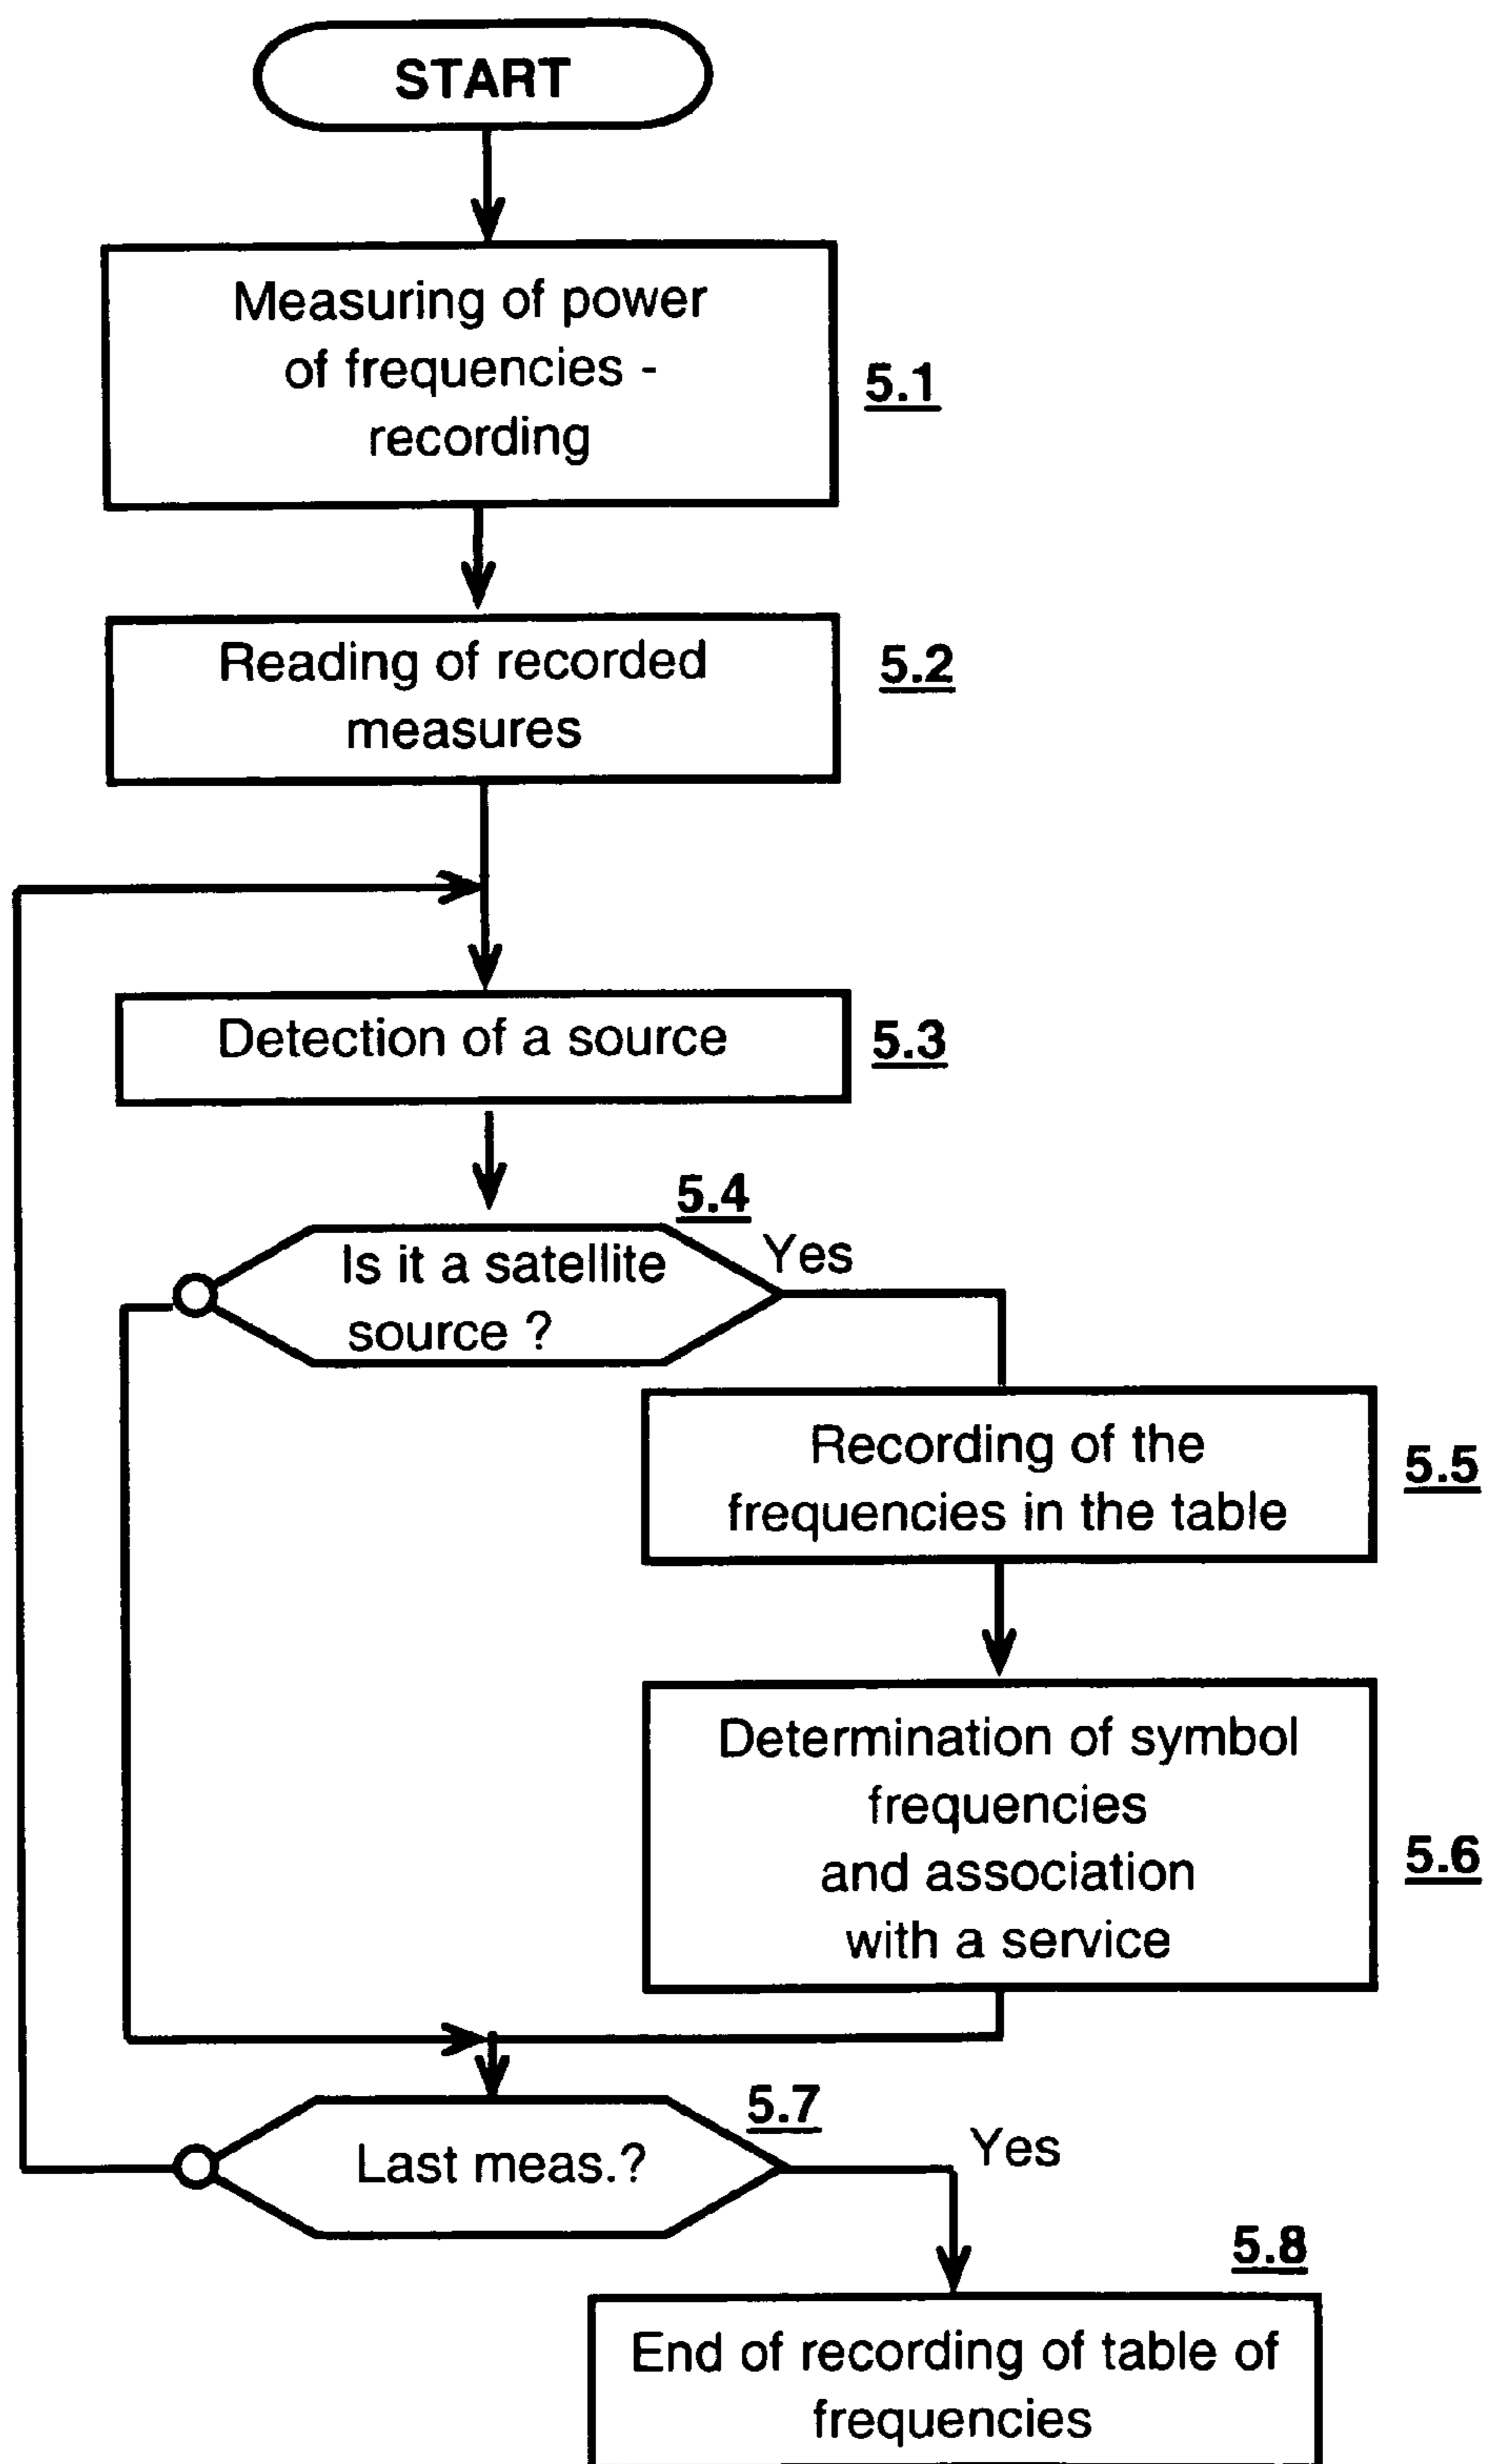 START
Measuring of power
of frequencies -
recording
5.1
Reading of recorded
measures
5.2
Detection of a source
5.3
5.4
Is it a satellite
source ?
Yes
Recording of the
frequencies in the table
5.5
Determination of symbol
frequencies
and association
with a service
5.6
5.7
Last meas.?
Yes
5.8
End of recording of table of
frequencies